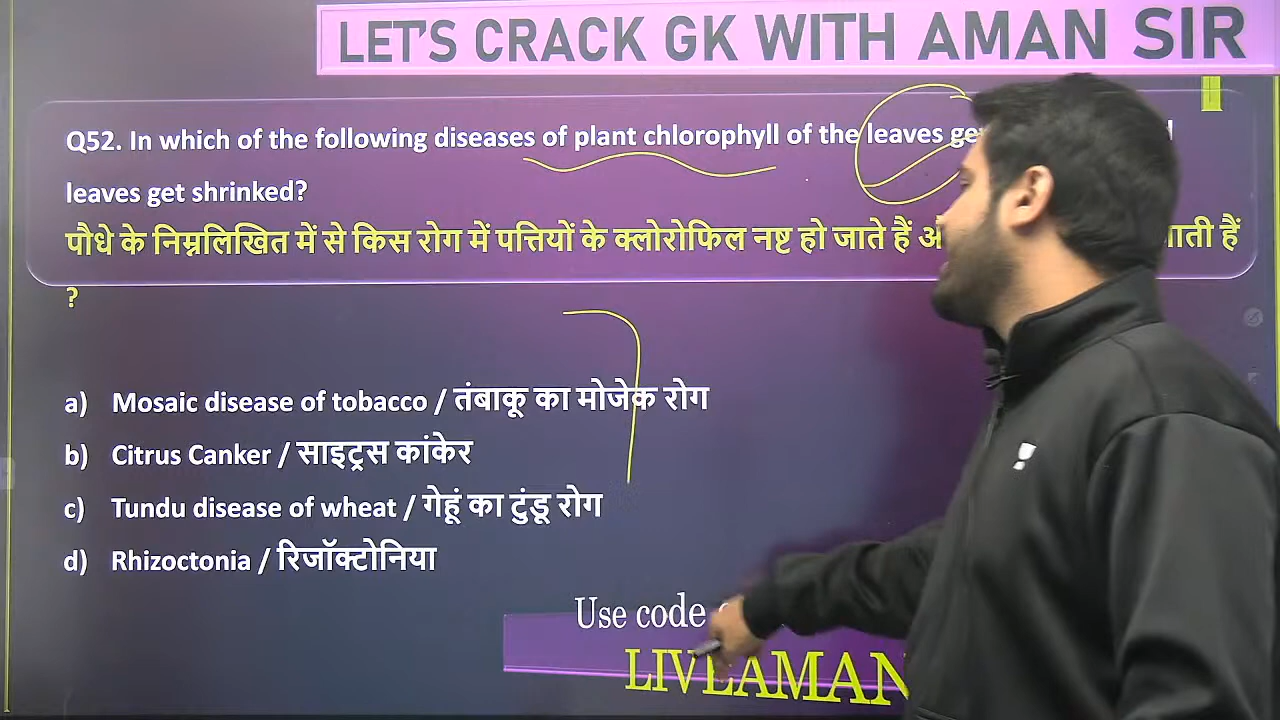 LET'S CRACK GK WITH AMAN SIR
Q52. In which of the following diseases of plant chlorophyll of the leaves
leaves get shrinked?
पौधे के निम्नलिखित में से किस रोग में पत्तियों के क्लोरोफिल नष्ट हो जाते हैं हैं
?
a) Mosaic disease of tobacco / तंबाकू का मोजेक रोग
b) Citrus Canker / साइट्रस कांकेर
c) Tundu disease of wheat / गेहूं का टुंडू रोग
d) Rhizoctonia / रिजॉक्टोनिया
Use code
LIVEAMAN